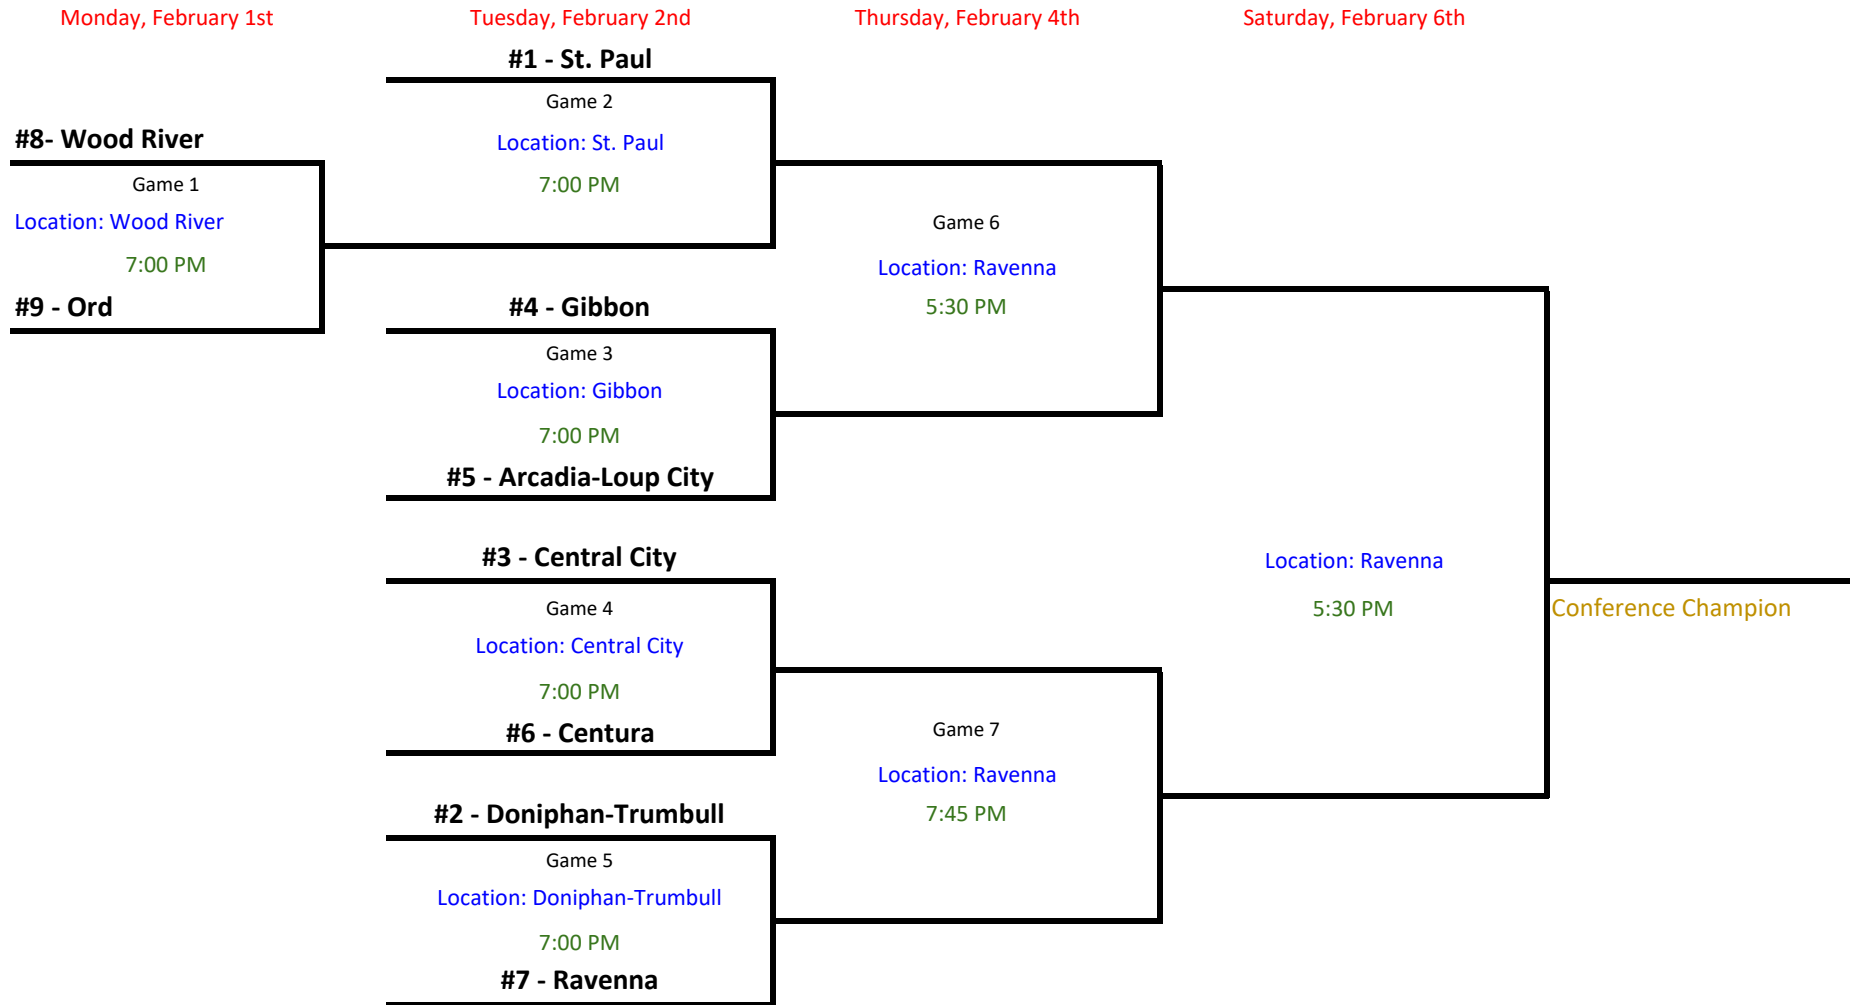 Monday, February 1st
Tuesday, February 2nd
Thursday, February 4th
Saturday, February 6th
#1 - St. Paul
Game 2
Location: St. Paul
7:00 PM
#8- Wood River
Game 1
Location: Wood River
7:00 PM
#9 - Ord
#4 - Gibbon
Game 3
Location: Gibbon
7:00 PM
#5 - Arcadia-Loup City
Game 6
Location: Ravenna
5:30 PM
#3 - Central City
Game 4
Location: Central City
7:00 PM
#6 - Centura
#2 - Doniphan-Trumbull
Game 5
Location: Doniphan-Trumbull
7:00 PM
#7 - Ravenna
Game 7
Location: Ravenna
7:45 PM
Location: Ravenna
5:30 PM
Conference Champion